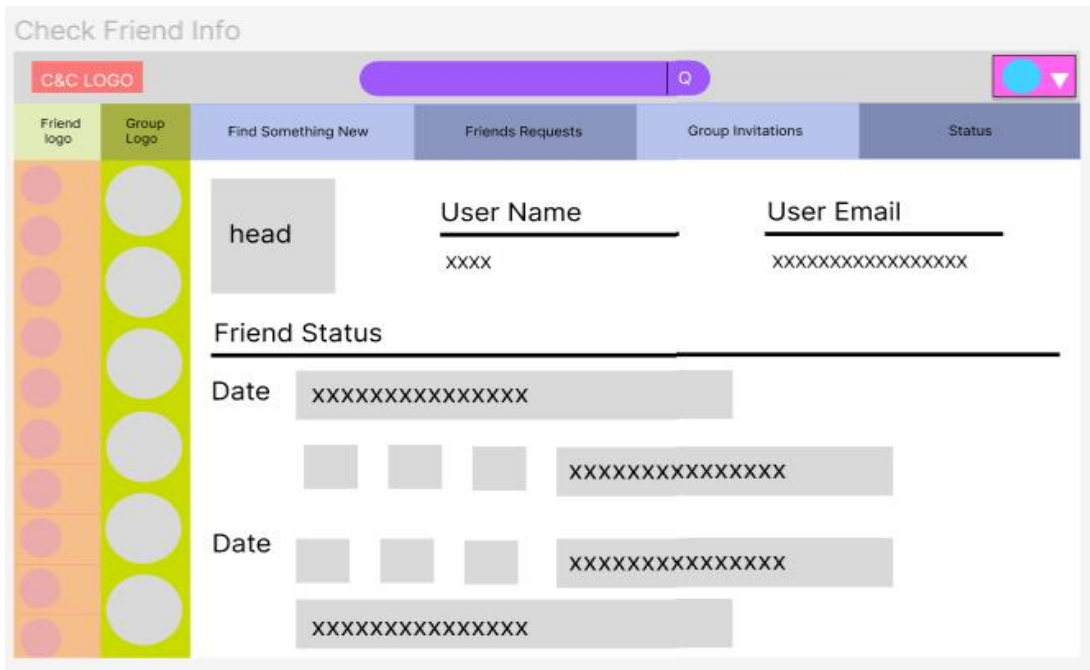 Check Friend Info
C&C LOGO
Q
Friend
logo
Group
Logo
Find Something New
Friends Requests
Group Invitations
Status
head
User Name
User Email
XXXX
XXXXXXXXXXXXXXXXX
Friend Status
Date
XXXXXXXXXXXXXXX
XXXXXXXXXXXXXXX
Date
XXXXXXXXXXXXXXX
XXXXXXXXXXXXXXX